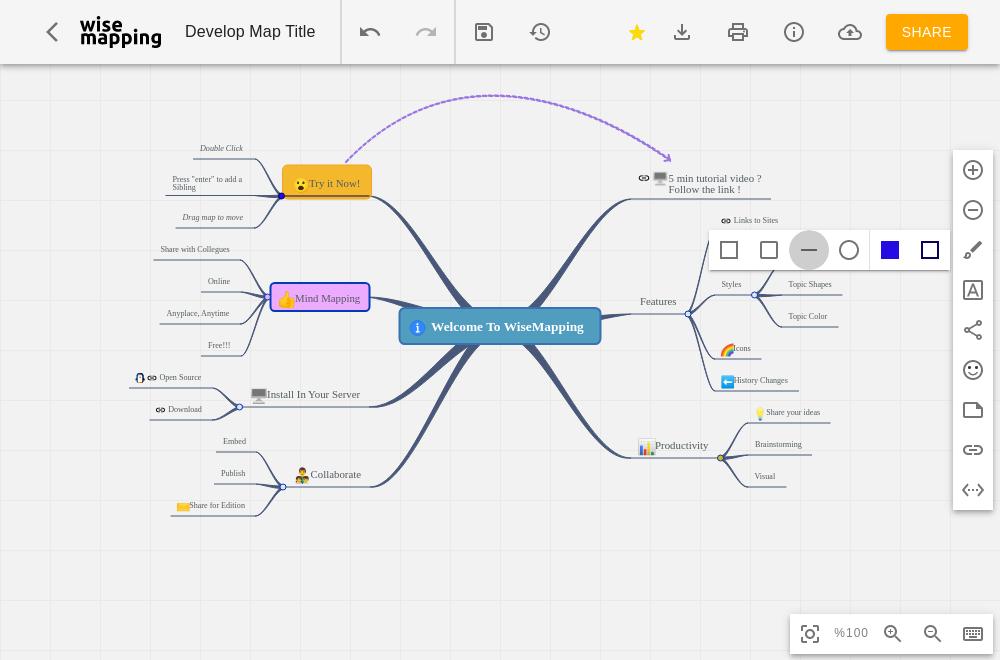 wise
mapping
Develop Map Title
SHARE
Double Click
Press "enter" to add a
Sibling
Drag map to move
Try it Now!
5 min tutorial video ?
Follow the link !
Links to Sites
Share with Collegues
Online
Anyplace, Anytime
Free!!!
Mind Mapping
Welcome To WiseMapping
Features
Styles
Topic Shapes
Topic Color
Icons
History Changes
Open Source
Download
Install In Your Server
Embed
Publish
Share for Edition
Collaborate
Productivity
Share your ideas
Brainstorming
Visual
%100